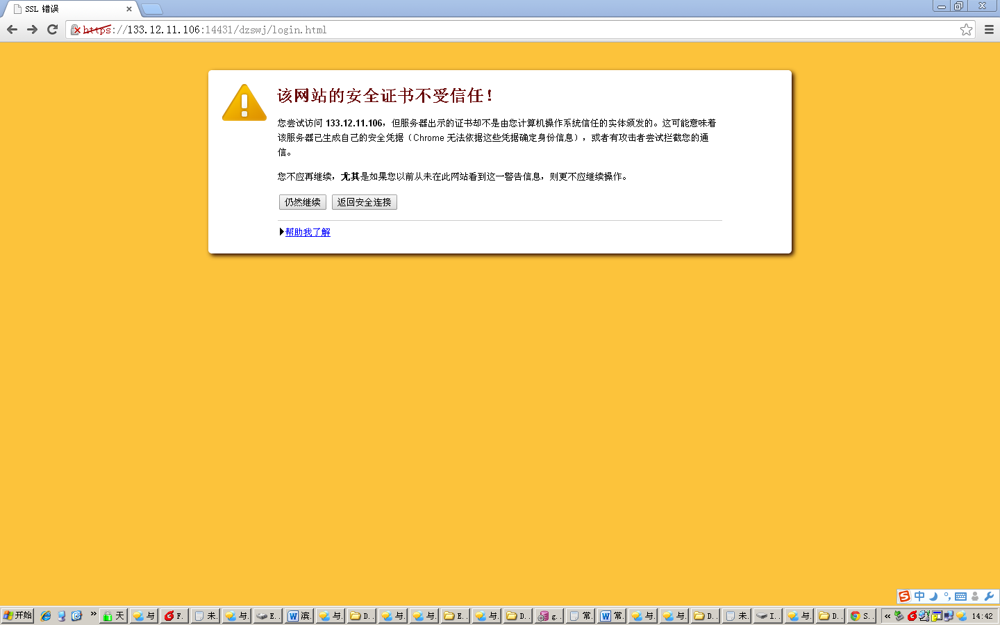 SSL 错误
https://133.12.11.106:14431/dzswj/login.html
该网站的安全证书不受信任！
您尝试访问 133.12.11.106，但服务器出示的证书却不是由您计算机操作系统信任的实体颁发的。这可能意味着
该服务器已生成自己的安全凭据（Chrome 无法依据这些凭据确定身份信息），或者有攻击者尝试拦截您的通
信。
您不应再继续，尤其是如果您以前从未在此网站看到这一警告信息，则更不应继续操作。
仍然继续 返回安全连接
帮助我了解
中
开始 » 天 与 F. 未. 与. E.. 滨. 与. D.. 与. 与. E.. 与. D.. g.. 常. 常. 与. 与. D.. 未. I.. 与. D.. S.. « 14:42